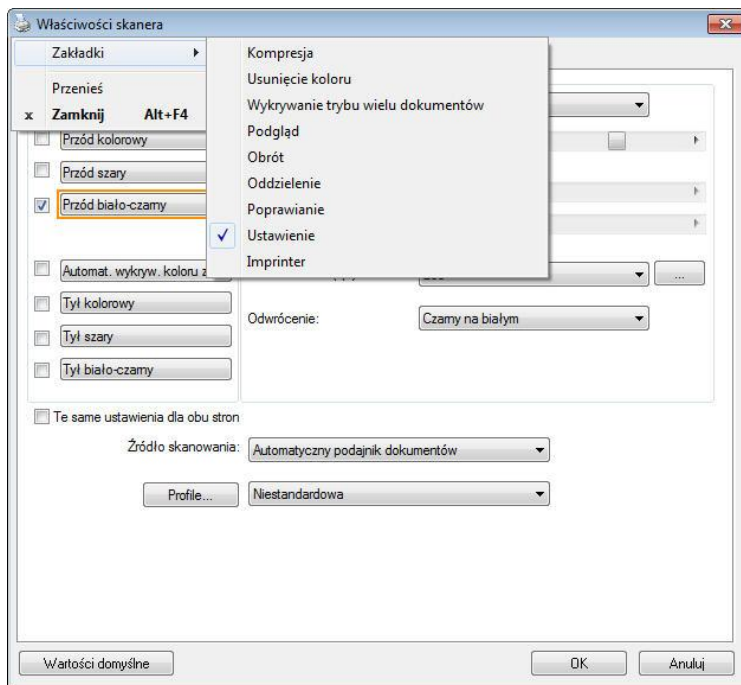 Właściwości skanera
Zakładki
Przenieś
x Zamknij Alt+F4
Kompresja
Usunięcie koloru
Wykrywanie trybu wielu dokumentów
Podgląd
Obrót
Oddzielenie
Poprawianie
Ustawienie
Imprinter
Przód kolorowy
Przód szary
Przód biało-czarny
Automat. wykryw. koloru
Tył kolorowy
Tył szary
Tył biało-czarny
...
Odwrócenie: Czarny na białym
Te same ustawienia dla obu stron
Źródło skanowania: Automatyczny podajnik dokumentów
Profile... Niestandardowa
Wartości domyślne OK Anuluj